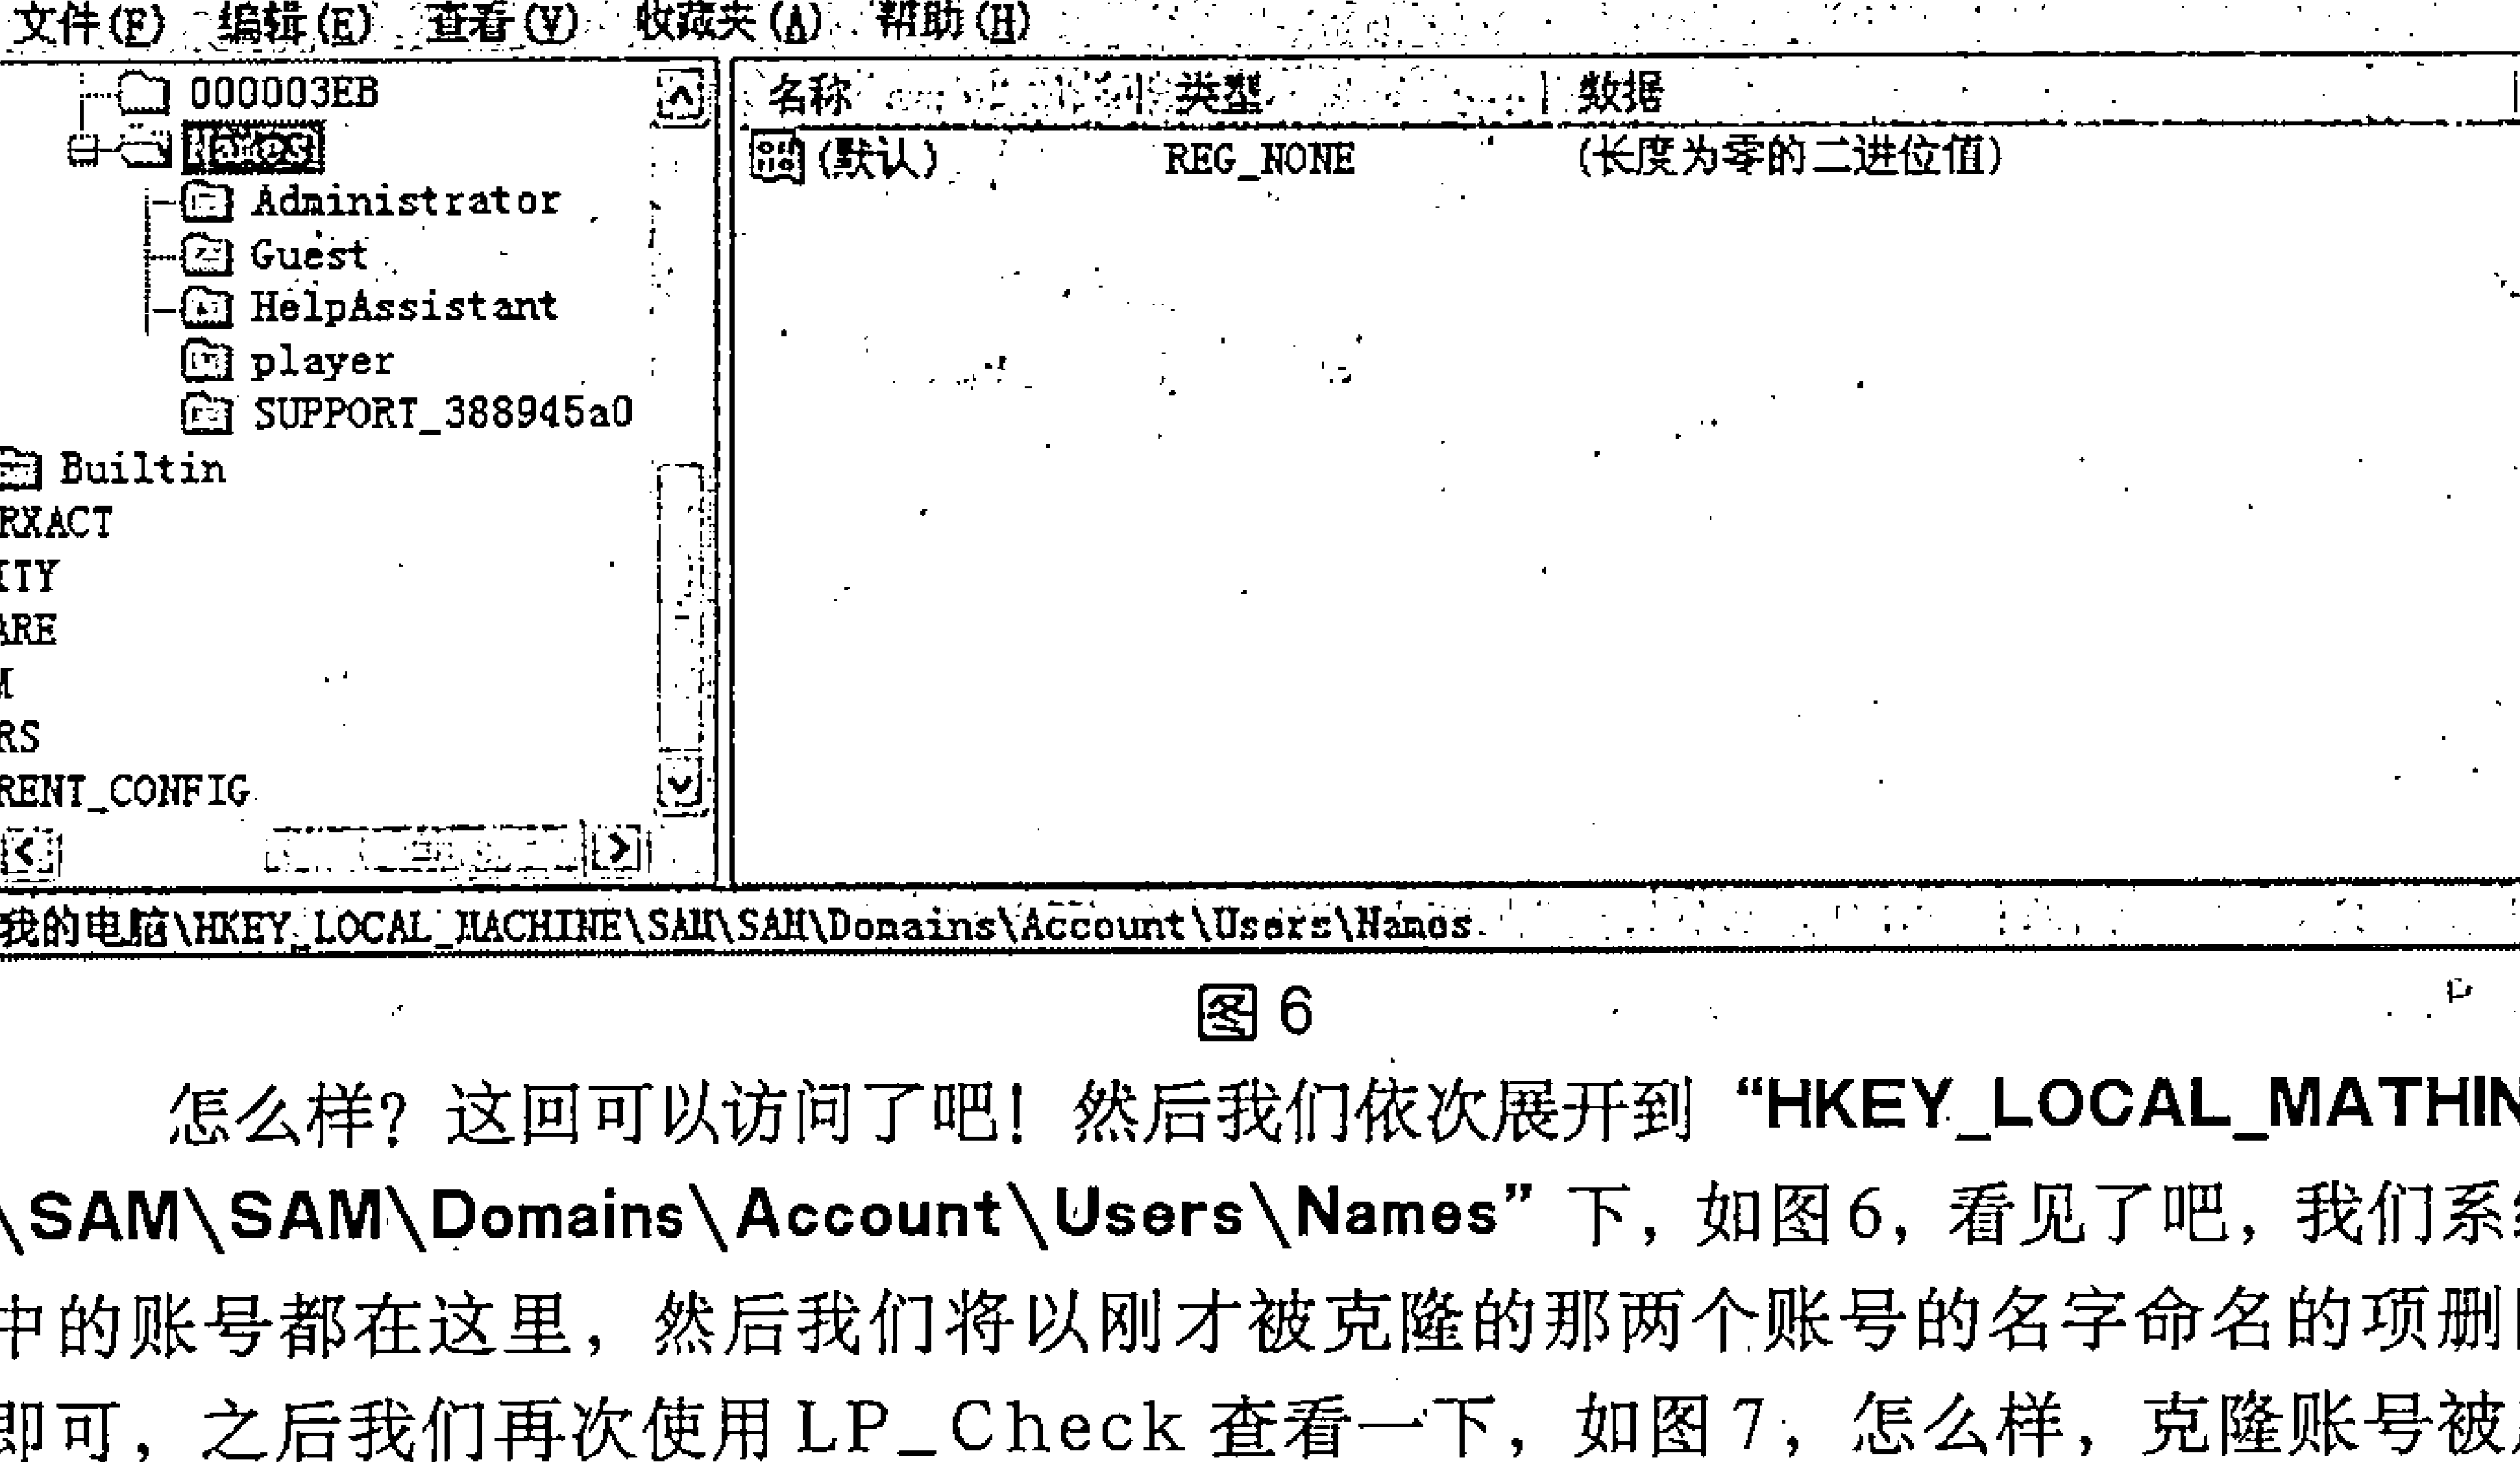 文件(F) 编辑(E) 查看(V) 收藏夹(A) 帮助(H)
名称 类型 数据
000003EB
Names
(默认) REG_NONE (长度为零的二进位值)
Administrator
Guest
HelpAssistant
player
SUPPORT_388945a0
Builtin
RXACT
ITY
ARE
M
RS
RENT_CONFIG
我的电脑\HKEY_LOCAL_MACHINE\SAM\SAM\Domains\Account\Users\Names
图6
怎么样？这回可以访问了吧！然后我们依次展开到“HKEY_LOCAL_MATHIN
\SAM\SAM\Domains\Account\Users\Names”下，如图6，看见了吧，我们系
中的账号都在这里，然后我们将以刚才被克隆的那两个账号的名字命名的项删
即可，之后我们再次使用LP_Check查看一下，如图7，怎么样，克隆账号被